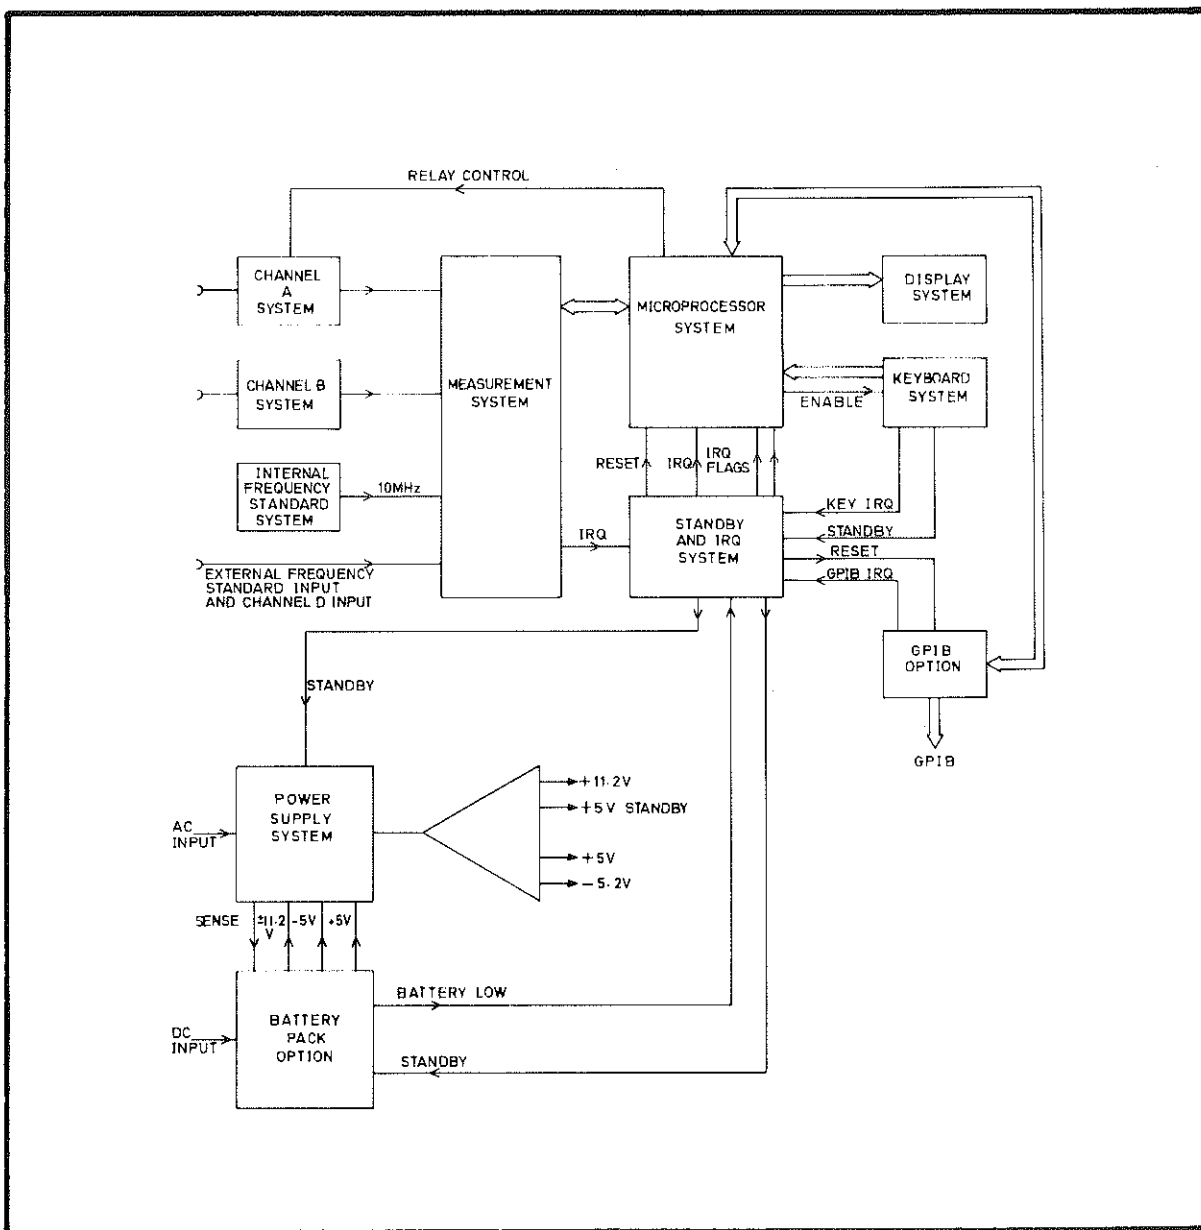 RELAY CONTROL
CHANNEL
A
SYSTEM
MICROPROCESSOR
SYSTEM
DISPLAY
SYSTEM
CHANNEL B
SYSTEM
MEASUREMENT
SYSTEM
KEYBOARD
SYSTEM
ENABLE
INTERNAL
FREQUENCY
STANDARD
SYSTEM
10MHz
RESET
IRQ
IRQ
FLAGS
EXTERNAL FREQUENCY
STANDARD INPUT
AND CHANNEL D INPUT
IRQ
STANDBY
AND IRQ
SYSTEM
KEY IRQ
STANDBY
RESET
GPIB IRQ
GPIB
OPTION
GPIB
STANDBY
POWER
SUPPLY
SYSTEM
AC
INPUT
+11.2V
+5V STANDBY
+5V
-5.2V
SENSE
±11.2
V
-5V
+5V
BATTERY
PACK
OPTION
DC
INPUT
BATTERY LOW
STANDBY